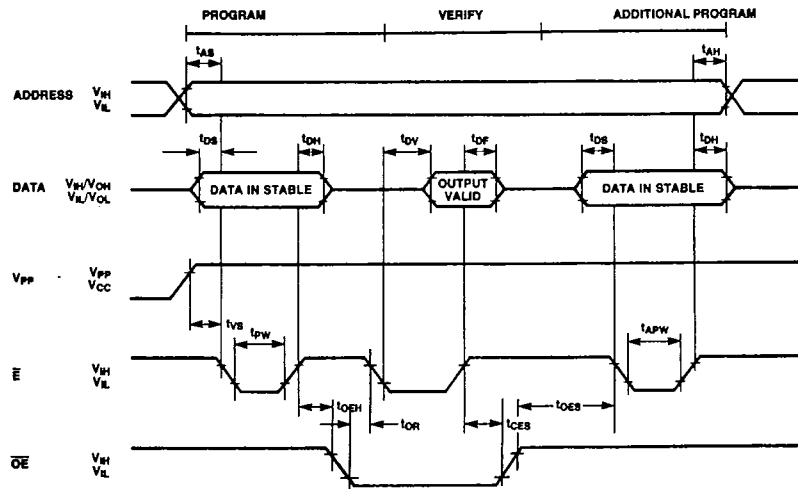 PROGRAM VERIFY ADDITIONAL PROGRAM
tAS tAH
ADDRESS VIH
VIL
tDS tDH tDV tDF tDS tDH
DATA VIH/VOH
VIL/VOL
DATA IN STABLE OUTPUT VALID DATA IN STABLE
VPP VPP
VCC
tVS tPW tAPW
E VIH
VIL
tOEH tOR tCES tOES
OE VIH
VIL